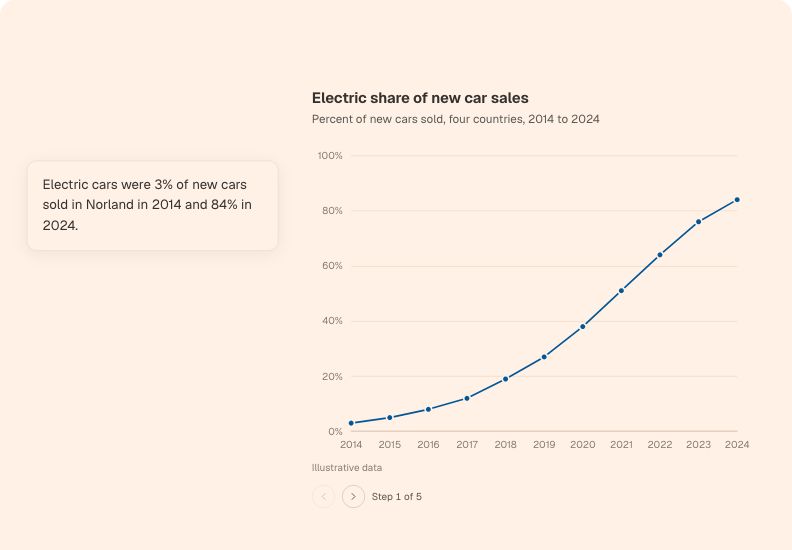 Electric share of new car sales
Percent of new cars sold, four countries, 2014 to 2024
Electric cars were 3% of new cars
sold in Norland in 2014 and 84% in
2024.
100%
80%
60%
40%
20%
0%
2014 2015 2016 2017 2018 2019 2020 2021 2022 2023 2024
Illustrative data
Step 1 of 5